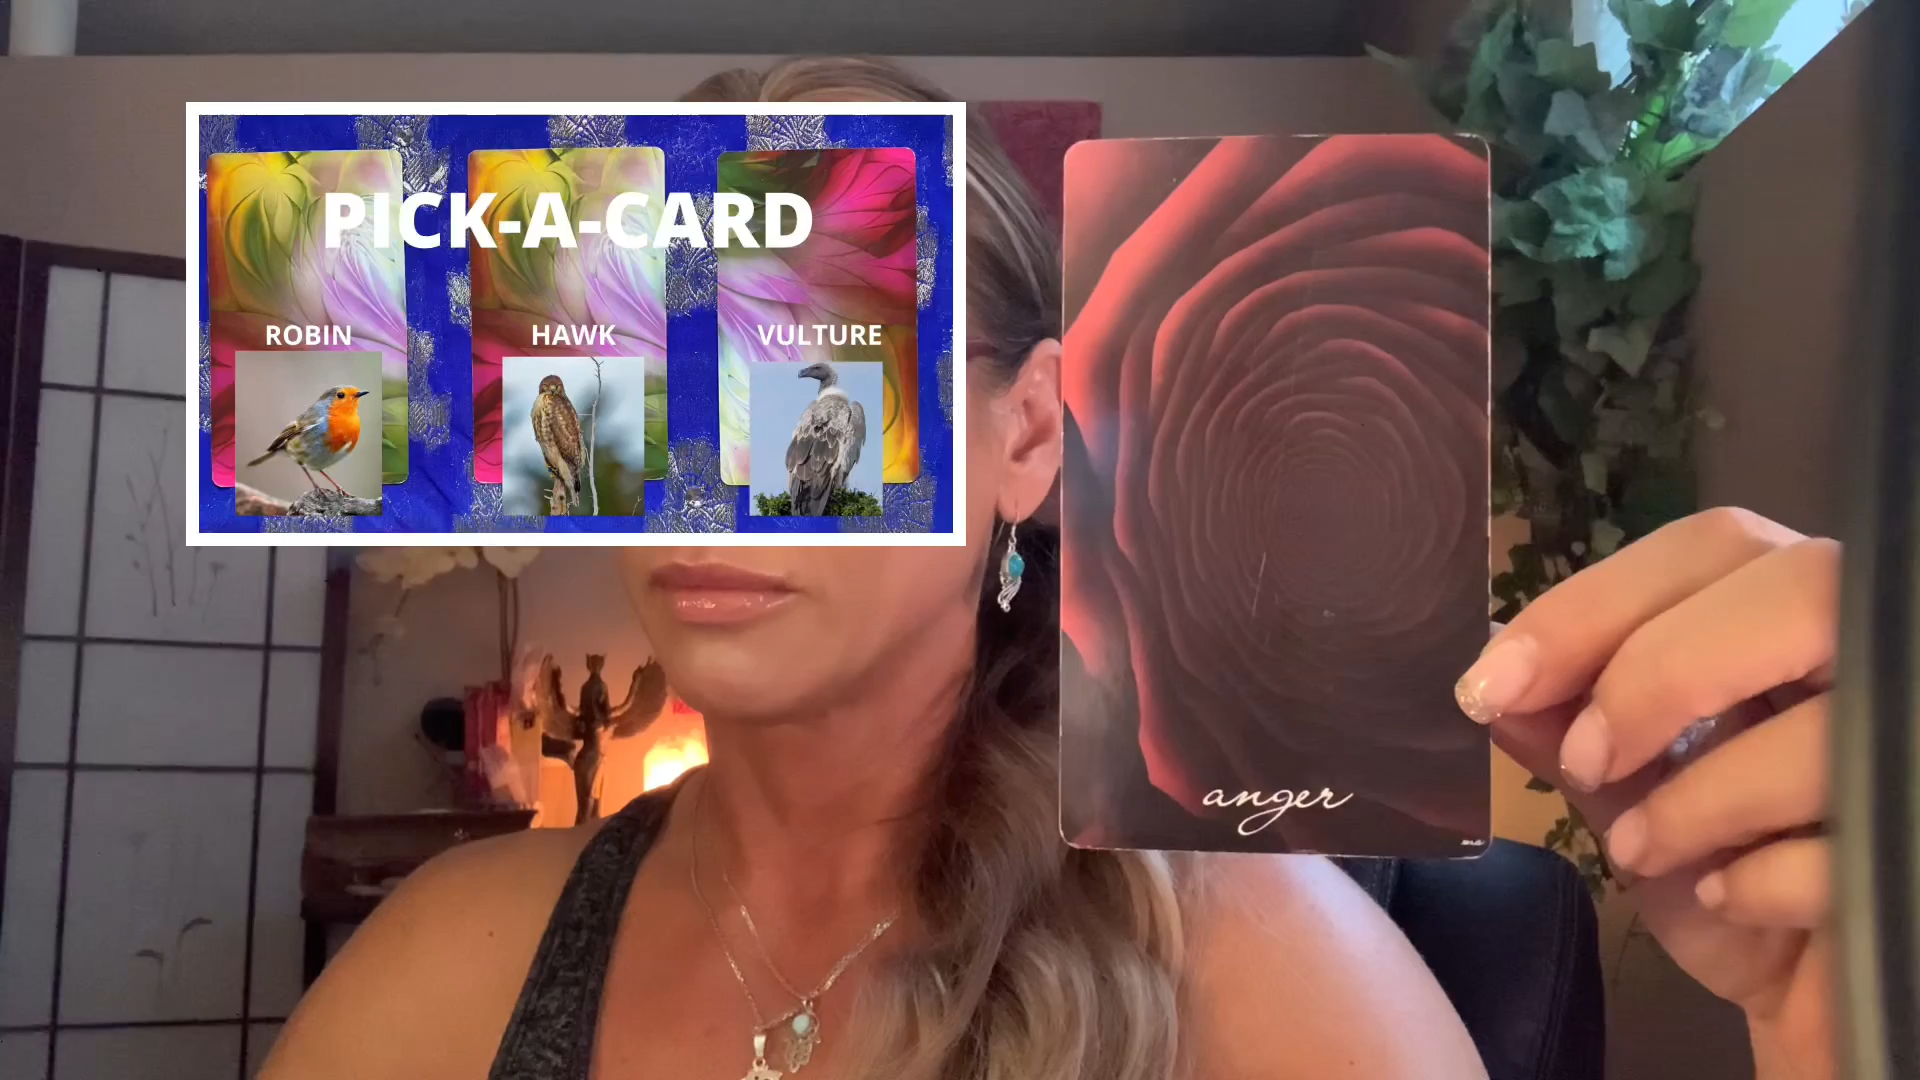 PICK-A-CARD
ROBIN
HAWK
VULTURE
anger